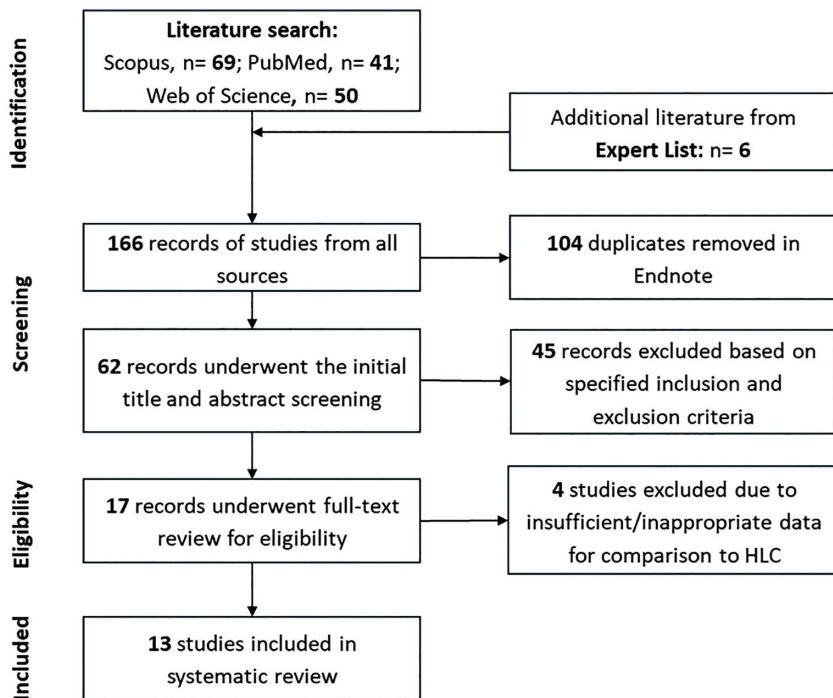 Identification
Literature search:
Scopus, n= 69; PubMed, n= 41;
Web of Science, n= 50
Additional literature from
Expert List: n= 6
Screening
166 records of studies from all
sources
104 duplicates removed in
Endnote
62 records underwent the initial
title and abstract screening
45 records excluded based on
specified inclusion and
exclusion criteria
Eligibility
17 records underwent full-text
review for eligibility
4 studies excluded due to
insufficient/inappropriate data
for comparison to HLC
Included
13 studies included in
systematic review